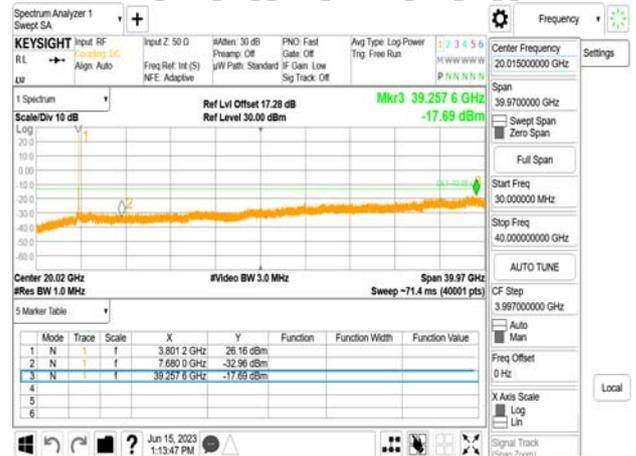 Spectrum Analyzer 1
Swept SA
+
Frequency
KEYSIGHT Input: RF Input Z: 50 Ω #Atten: 30 dB PNO: Fast Avg Type: Log-Power 1 2 3 4 5 6
RL Coupling: DC Preamp: Off Gate: Off Trig: Free Run M W W W W W
Align: Auto Freq Ref: Int (S) µW Path: Standard IF Gain: Low P N N N N N
NFE: Adaptive Sig Track: Off
Center Frequency
20.015000000 GHz
Settings
1 Spectrum
Ref Lvl Offset 17.28 dB
Mkr3 39.257 6 GHz
Scale/Div 10 dB
Ref Level 30.00 dBm
-17.69 dBm
Log
1
20.0
10.0
0.00
-10.0
-20.0
2
-30.0
-40.0
-50.0
-60.0
Center 20.02 GHz
#Video BW 3.0 MHz
Span 39.97 GHz
#Res BW 1.0 MHz
Sweep ~71.4 ms (40001 pts)
Span
39.9700000 GHz
Swept Span
Zero Span
Full Span
Start Freq
30.000000 MHz
Stop Freq
40.000000000 GHz
AUTO TUNE
CF Step
3.997000000 GHz
Auto
Man
Freq Offset
0 Hz
X Axis Scale
Log
Lin
Signal Track
(Span Zoom)
Local
5 Marker Table
Mode Trace Scale X Y Function Function Width Function Value
1 N 1 f 3.801 2 GHz 26.16 dBm
2 N 1 f 7.680 0 GHz -32.96 dBm
3 N 1 f 39.257 6 GHz -17.69 dBm
4
5
6
? Jun 15, 2023
1:13:47 PM